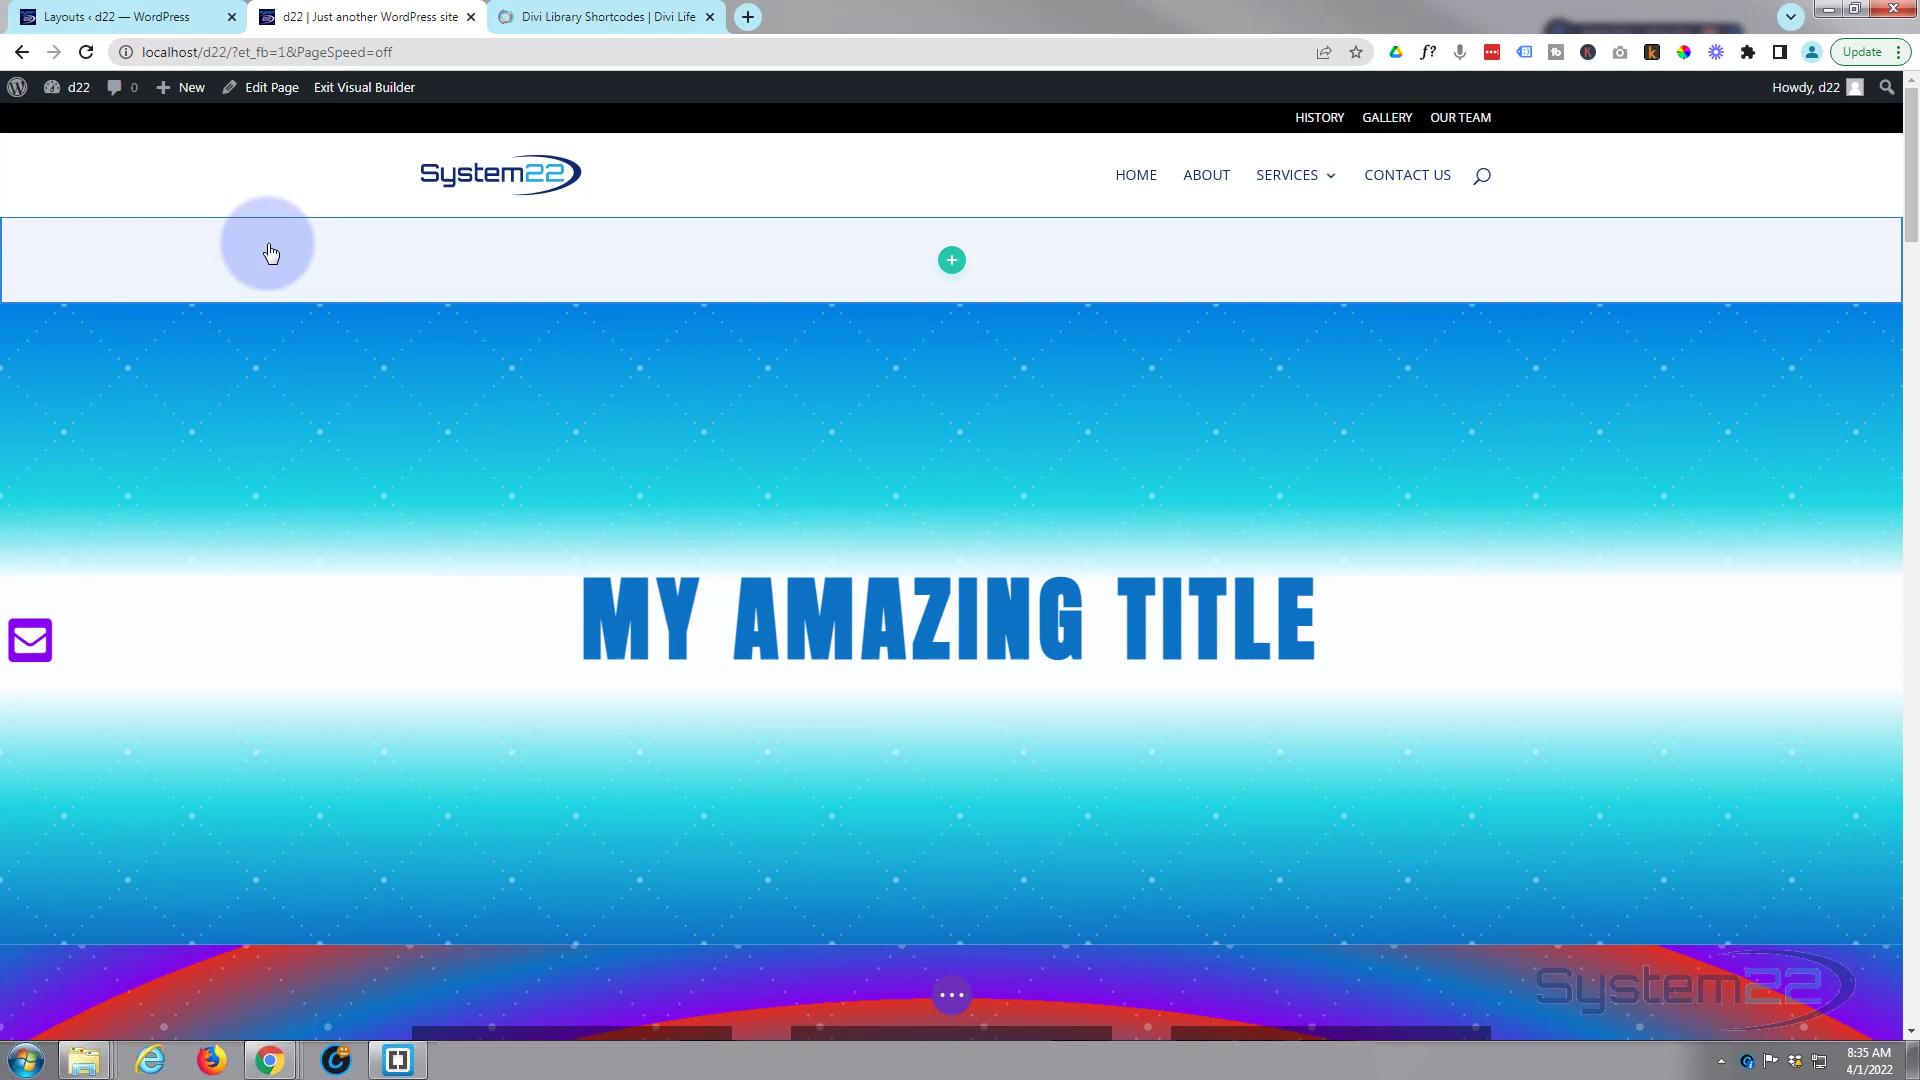 Layouts ‹ d22 — WordPress
d22 | Just another WordPress site
Divi Library Shortcodes | Divi Life
localhost/d22/?et_fb=1&PageSpeed=off
Update
d22
0
New
Edit Page
Exit Visual Builder
Howdy, d22
HISTORY
GALLERY
OUR TEAM
System22
HOME
ABOUT
SERVICES
CONTACT US
MY AMAZING TITLE
System22
8:35 AM
4/1/2022